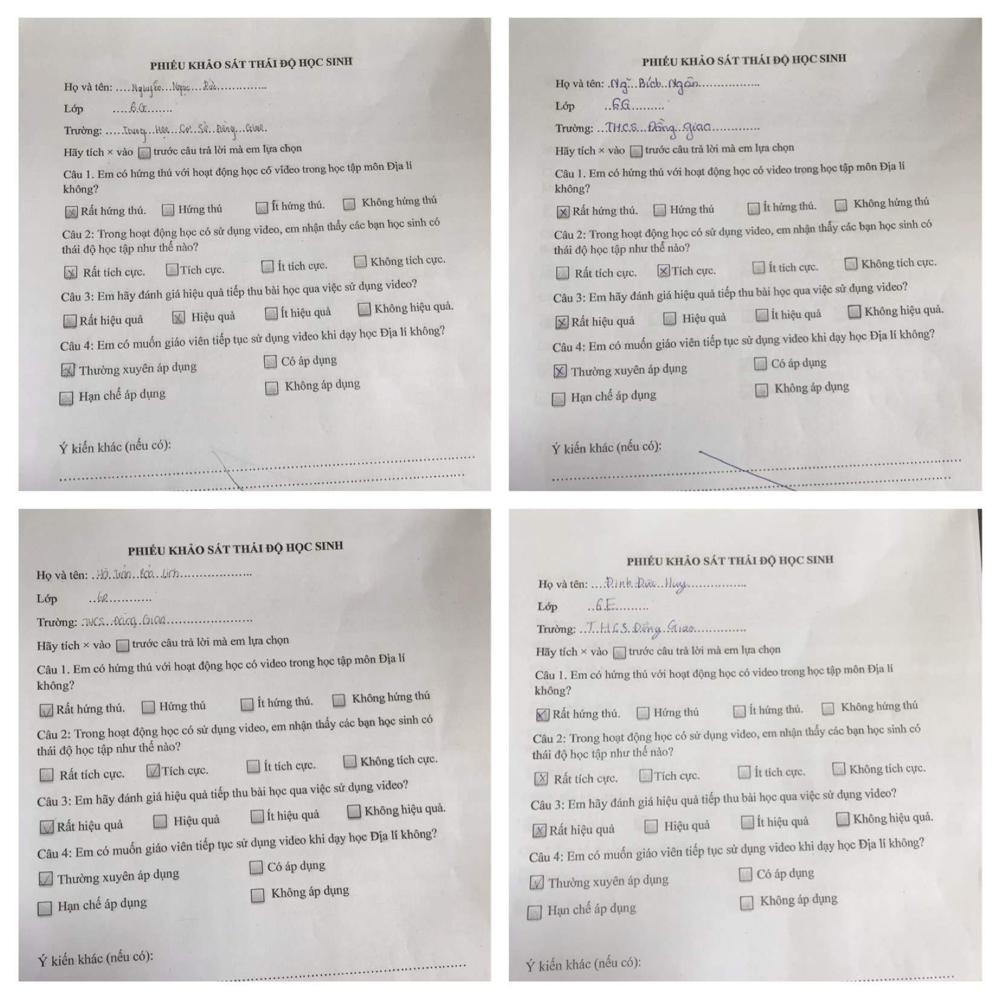 PHIẾU KHẢO SÁT THÁI ĐỘ HỌC SINH
Họ và tên: ....Nguyễn...Ngọc...Đức..............
Lớp .....6.G.......
Trường: .....Trung..Học...Cơ..Sở..Đồng...Giao.
Hãy tích × vào ☐ trước câu trả lời mà em lựa chọn
Câu 1. Em có hứng thú với hoạt động học có video trong học tập môn Địa lí
không?
☒ Rất hứng thú. ☐ Hứng thú ☐ Ít hứng thú. ☐ Không hứng thú
Câu 2: Trong hoạt động học có sử dụng video, em nhận thấy các bạn học sinh có
thái độ học tập như thế nào?
☒ Rất tích cực. ☐ Tích cực. ☐ Ít tích cực. ☐ Không tích cực.
Câu 3: Em hãy đánh giá hiệu quả tiếp thu bài học qua việc sử dụng video?
☐ Rất hiệu quả ☒ Hiệu quả ☐ Ít hiệu quả ☐ Không hiệu quả.
Câu 4: Em có muốn giáo viên tiếp tục sử dụng video khi dạy học Địa lí không?
☒ Thường xuyên áp dụng ☐ Có áp dụng
☐ Hạn chế áp dụng ☐ Không áp dụng
Ý kiến khác (nếu có):
PHIẾU KHẢO SÁT THÁI ĐỘ HỌC SINH
Họ và tên: .Ng~...Bích..Ngân.................
Lớp ..6G.........
Trường: ..THCS...Đồng..giao.............
Hãy tích × vào ☐ trước câu trả lời mà em lựa chọn
Câu 1. Em có hứng thú với hoạt động học có video trong học tập môn Địa lí
không?
☒ Rất hứng thú. ☐ Hứng thú ☐ Ít hứng thú. ☐ Không hứng thú
Câu 2: Trong hoạt động học có sử dụng video, em nhận thấy các bạn học sinh có
thái độ học tập như thế nào?
☐ Rất tích cực. ☒ Tích cực. ☐ Ít tích cực. ☐ Không tích cực.
Câu 3: Em hãy đánh giá hiệu quả tiếp thu bài học qua việc sử dụng video?
☒ Rất hiệu quả ☐ Hiệu quả ☐ Ít hiệu quả ☐ Không hiệu quả.
Câu 4: Em có muốn giáo viên tiếp tục sử dụng video khi dạy học Địa lí không?
☒ Thường xuyên áp dụng ☐ Có áp dụng
☐ Hạn chế áp dụng ☐ Không áp dụng
Ý kiến khác (nếu có):
PHIẾU KHẢO SÁT THÁI ĐỘ HỌC SINH
Họ và tên: ..Hồ..Trần...Bảo..Linh...................
Lớp
Trường: .THCS...Đồng..Giao.....................
Hãy tích × vào ☐ trước câu trả lời mà em lựa chọn
Câu 1. Em có hứng thú với hoạt động học có video trong học tập môn Địa lí
không?
☑ Rất hứng thú. ☐ Hứng thú ☐ Ít hứng thú. ☐ Không hứng thú
Câu 2: Trong hoạt động học có sử dụng video, em nhận thấy các bạn học sinh có
thái độ học tập như thế nào?
☐ Rất tích cực. ☑ Tích cực. ☐ Ít tích cực. ☐ Không tích cực.
Câu 3: Em hãy đánh giá hiệu quả tiếp thu bài học qua việc sử dụng video?
☑ Rất hiệu quả ☐ Hiệu quả ☐ Ít hiệu quả ☐ Không hiệu quả.
Câu 4: Em có muốn giáo viên tiếp tục sử dụng video khi dạy học Địa lí không?
☑ Thường xuyên áp dụng ☐ Có áp dụng
☐ Hạn chế áp dụng ☐ Không áp dụng
Ý kiến khác (nếu có):
PHIẾU KHẢO SÁT THÁI ĐỘ HỌC SINH
Họ và tên: ....Đinh..Đức..Huy................
Lớp ..6.E.........
Trường: ..T.H.C.S..Đồng..Giao..............
Hãy tích × vào ☐ trước câu trả lời mà em lựa chọn
Câu 1. Em có hứng thú với hoạt động học có video trong học tập môn Địa lí
không?
☒ Rất hứng thú. ☐ Hứng thú ☐ Ít hứng thú. ☐ Không hứng thú
Câu 2: Trong hoạt động học có sử dụng video, em nhận thấy các bạn học sinh có
thái độ học tập như thế nào?
☒ Rất tích cực. ☐ Tích cực. ☐ Ít tích cực. ☐ Không tích cực.
Câu 3: Em hãy đánh giá hiệu quả tiếp thu bài học qua việc sử dụng video?
☒ Rất hiệu quả ☐ Hiệu quả ☐ Ít hiệu quả ☐ Không hiệu quả.
Câu 4: Em có muốn giáo viên tiếp tục sử dụng video khi dạy học Địa lí không?
☑ Thường xuyên áp dụng ☐ Có áp dụng
☐ Hạn chế áp dụng ☐ Không áp dụng
Ý kiến khác (nếu có):